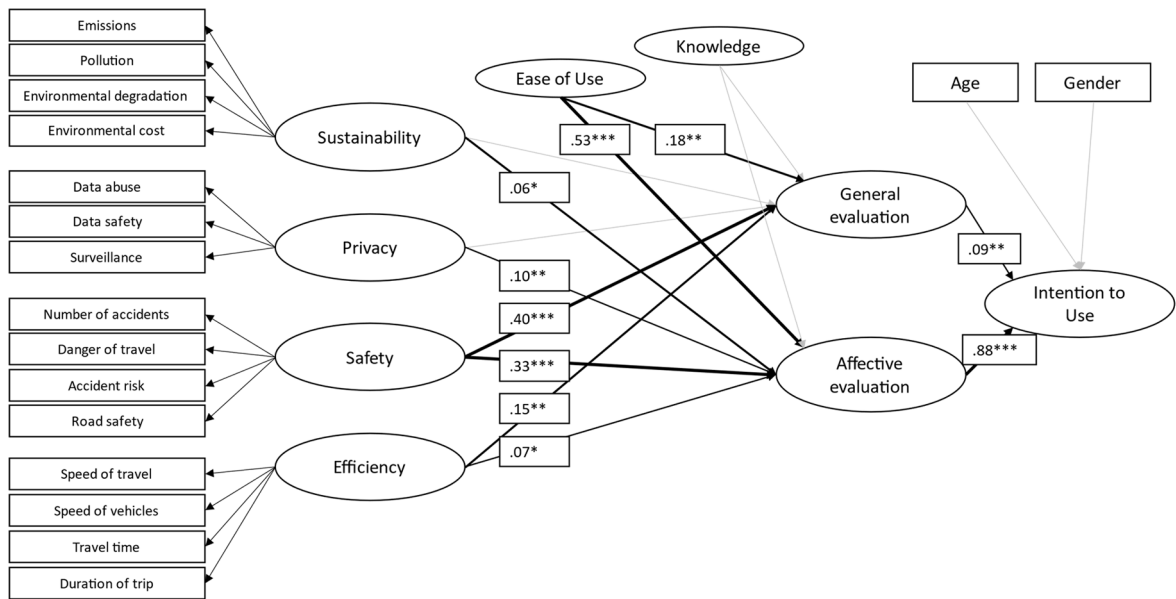 Emissions
Pollution
Environmental degradation
Environmental cost
Data abuse
Data safety
Surveillance
Number of accidents
Danger of travel
Accident risk
Road safety
Speed of travel
Speed of vehicles
Travel time
Duration of trip
Sustainability
Privacy
Safety
Efficiency
Ease of Use
Knowledge
Age
Gender
.53***
.18**
.06*
.10**
.40***
.33***
.15**
.07*
General
evaluation
Affective
evaluation
.09**
.88***
Intention to
Use